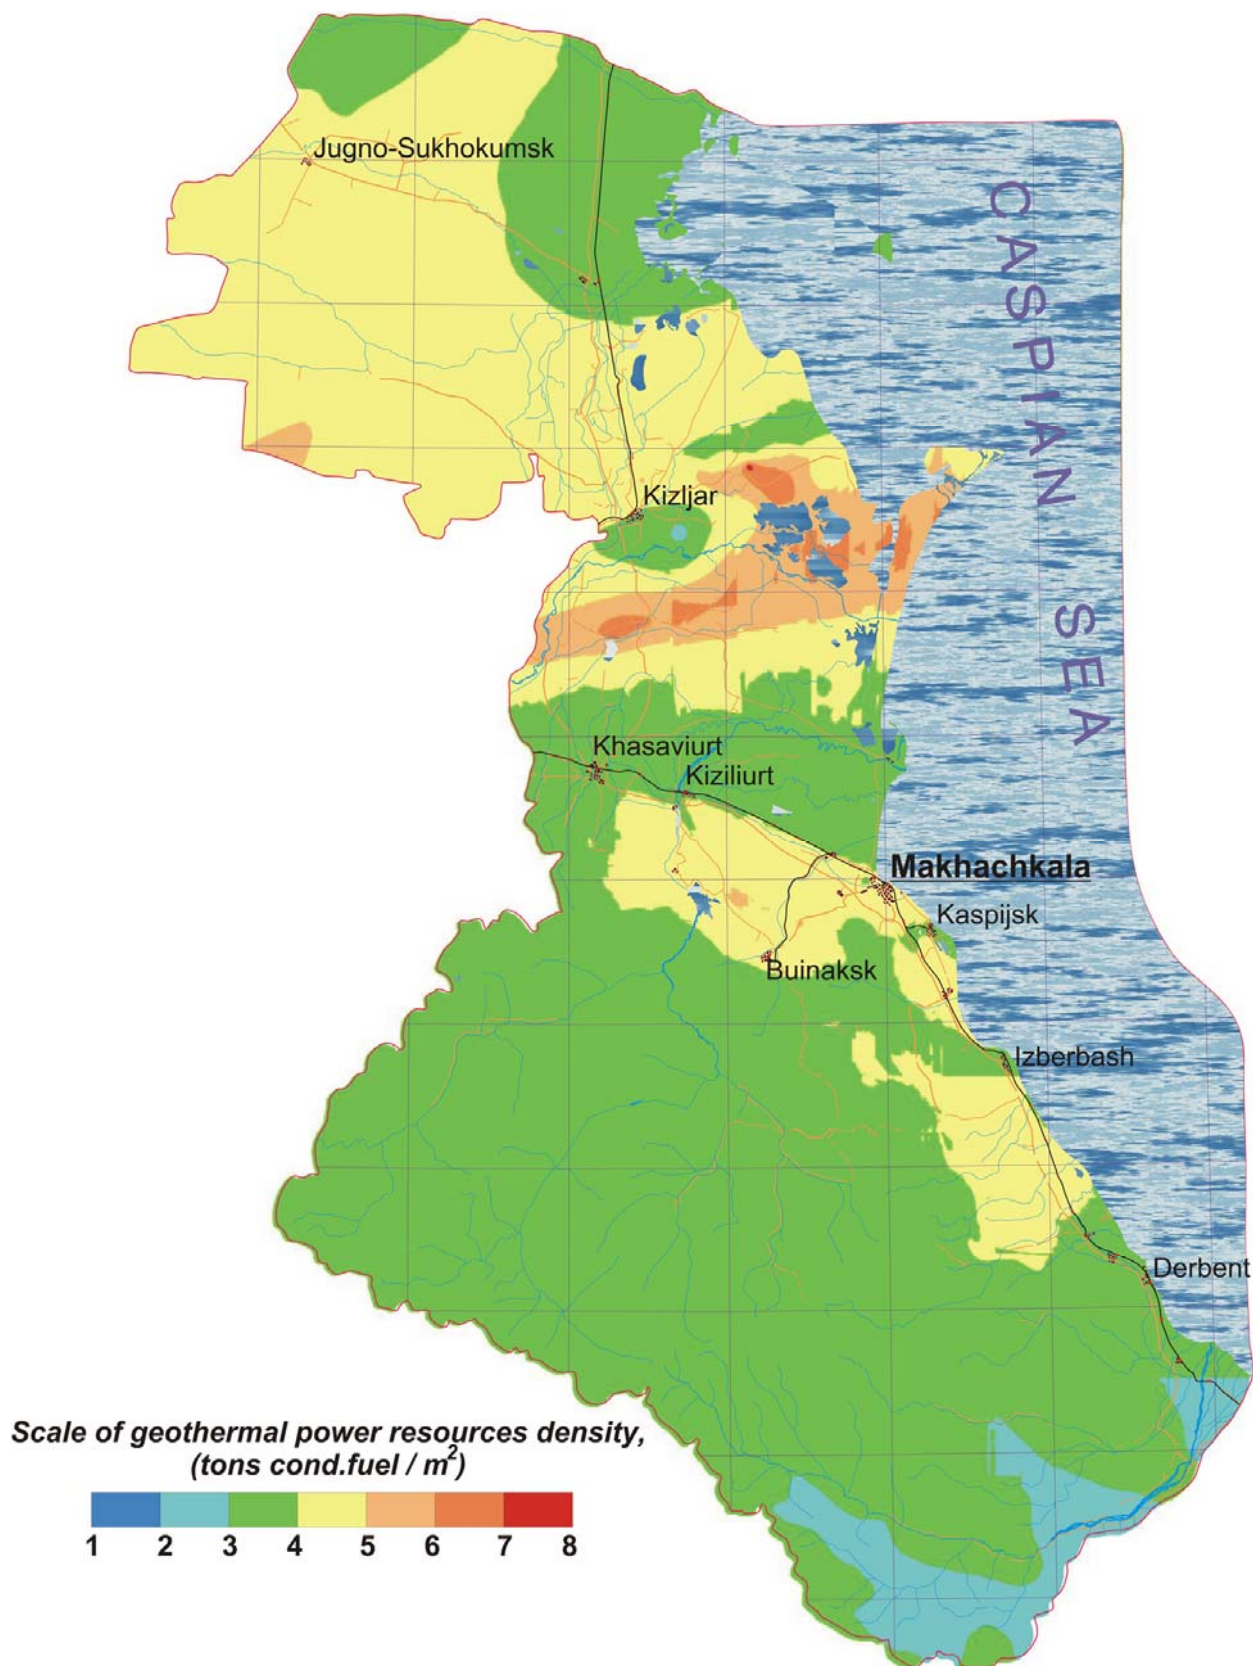 Jugno-Sukhokumsk
CASPIAN SEA
Kizljar
Khasaviurt
Kiziliurt
Makhachkala
Kaspijsk
Buinaksk
Izberbash
Derbent
Scale of geothermal power resources density,
(tons cond.fuel / m²)
1 2 3 4 5 6 7 8